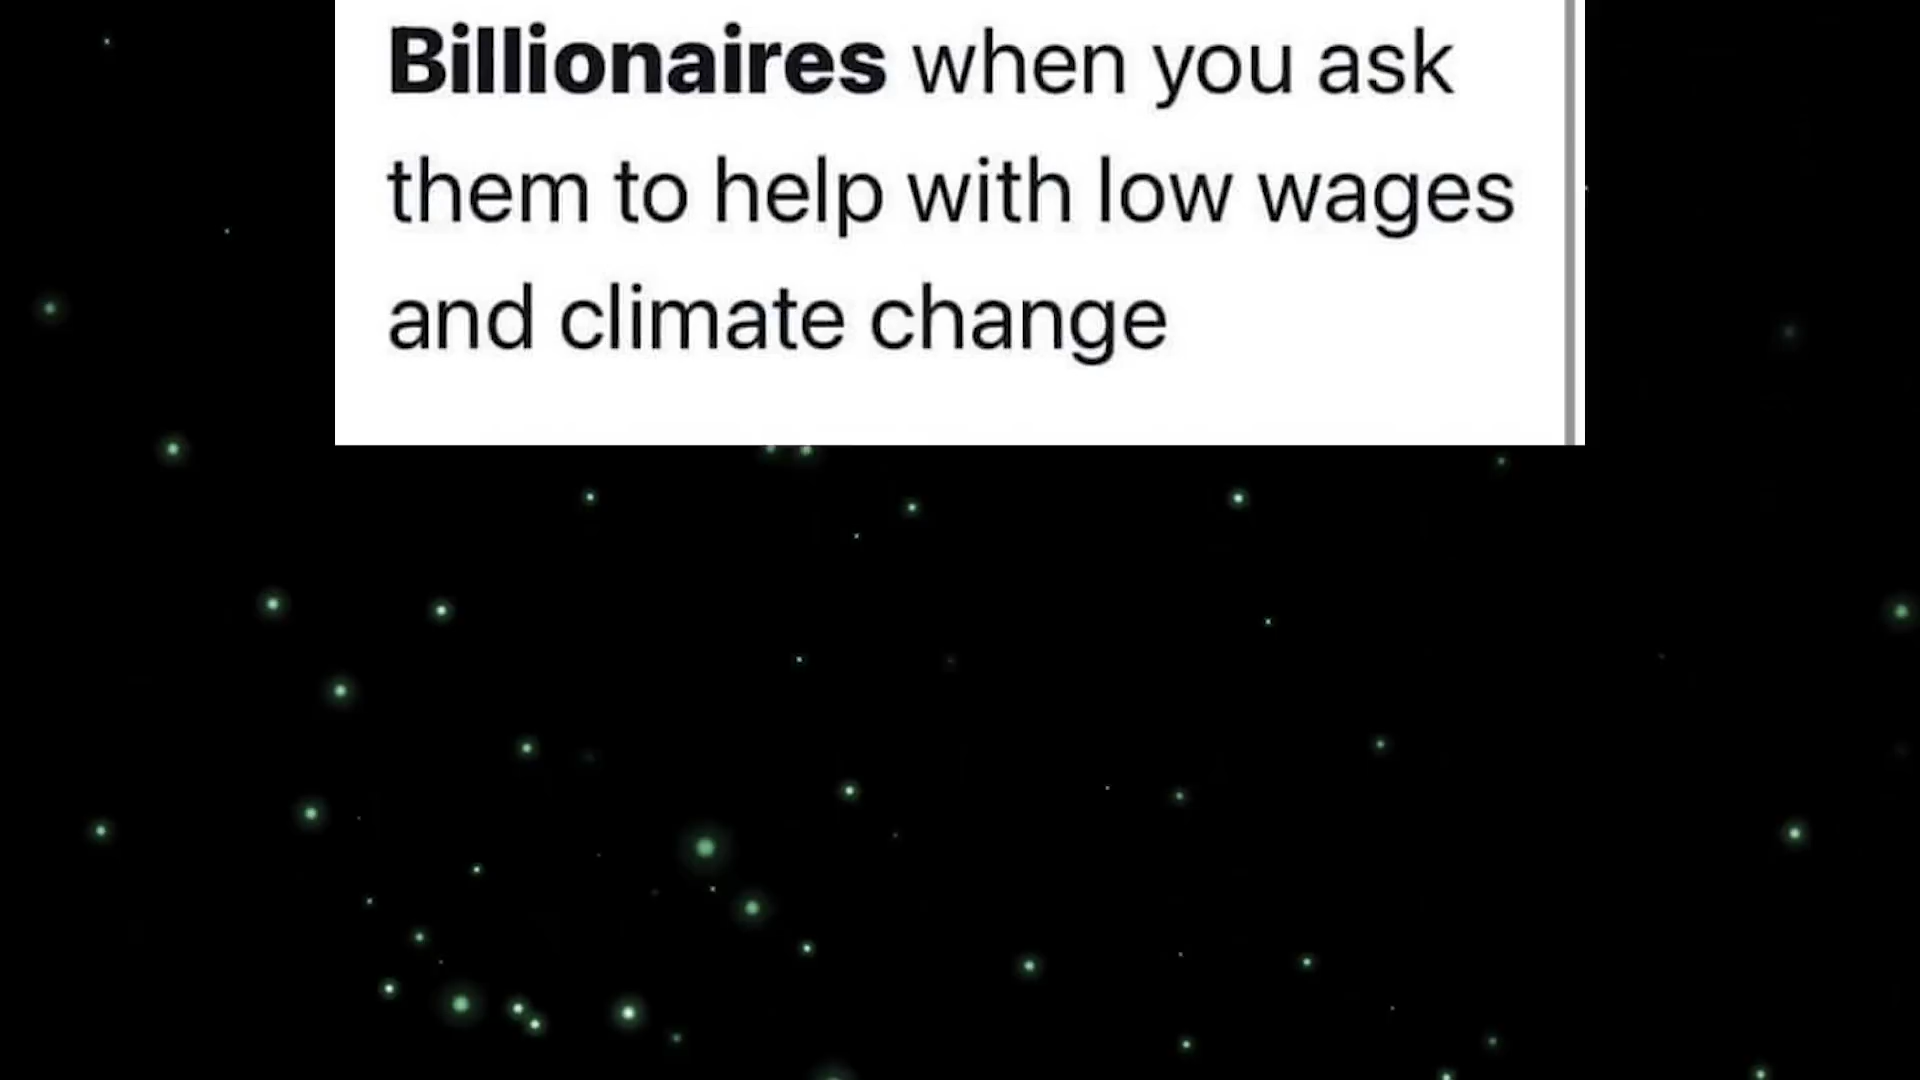 Billionaires when you ask
them to help with low wages
and climate change